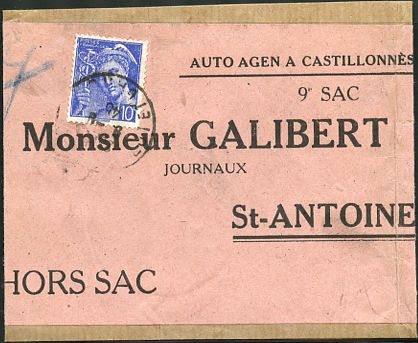 AUTO AGEN A CASTILLONNÈS
9ᵉ SAC
Monsieur GALIBERT
JOURNAUX
St-ANTOINE
HORS SAC
10